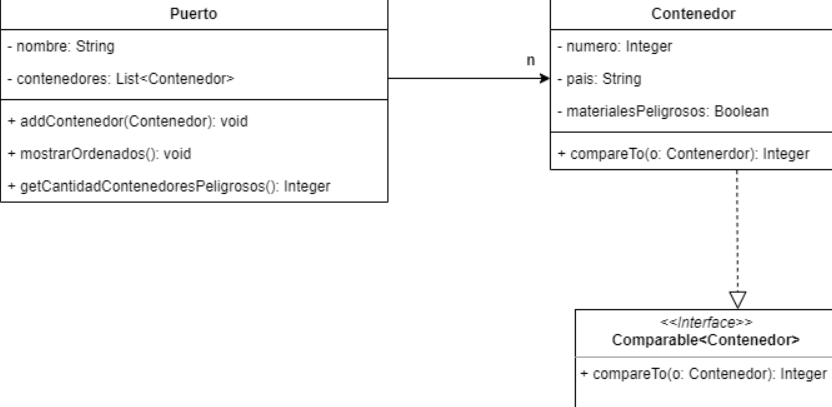 Puerto
- nombre: String
- contenedores: List<Contenedor>
+ addContenedor(Contenedor): void
+ mostrarOrdenados(): void
+ getCantidadContenedoresPeligrosos(): Integer
n
Contenedor
- numero: Integer
- pais: String
- materialesPeligrosos: Boolean
+ compareTo(o: Contenerdor): Integer
<<Interface>>
Comparable<Contenedor>
+ compareTo(o: Contenedor): Integer